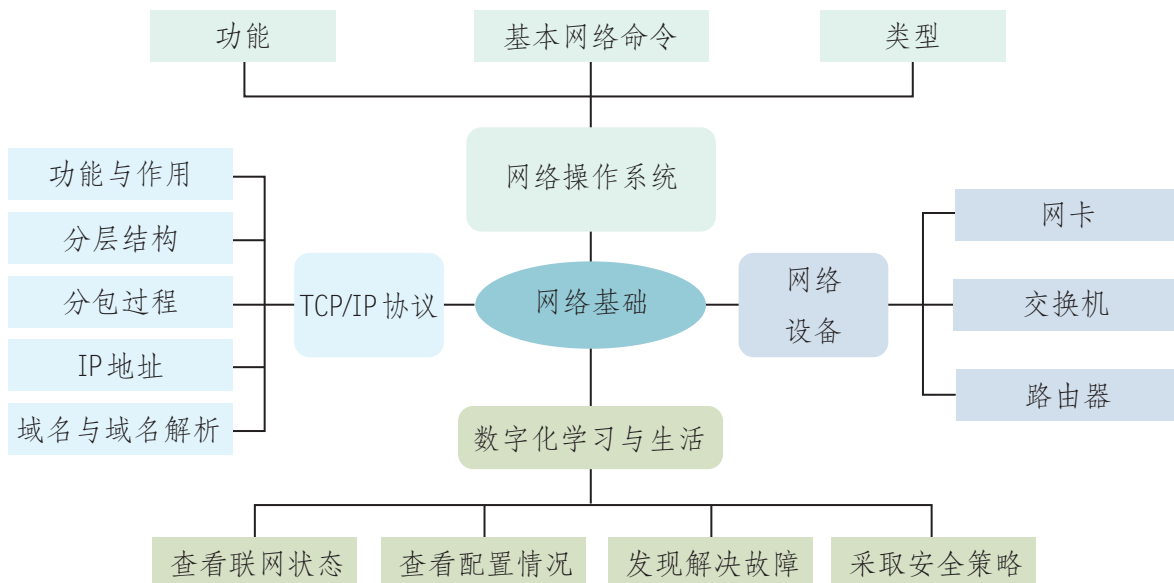 功能
基本网络命令
类型
网络操作系统
功能与作用
分层结构
分包过程
IP地址
域名与域名解析
TCP/IP协议
网络基础
网络
设备
网卡
交换机
路由器
数字化学习与生活
查看联网状态
查看配置情况
发现解决故障
采取安全策略